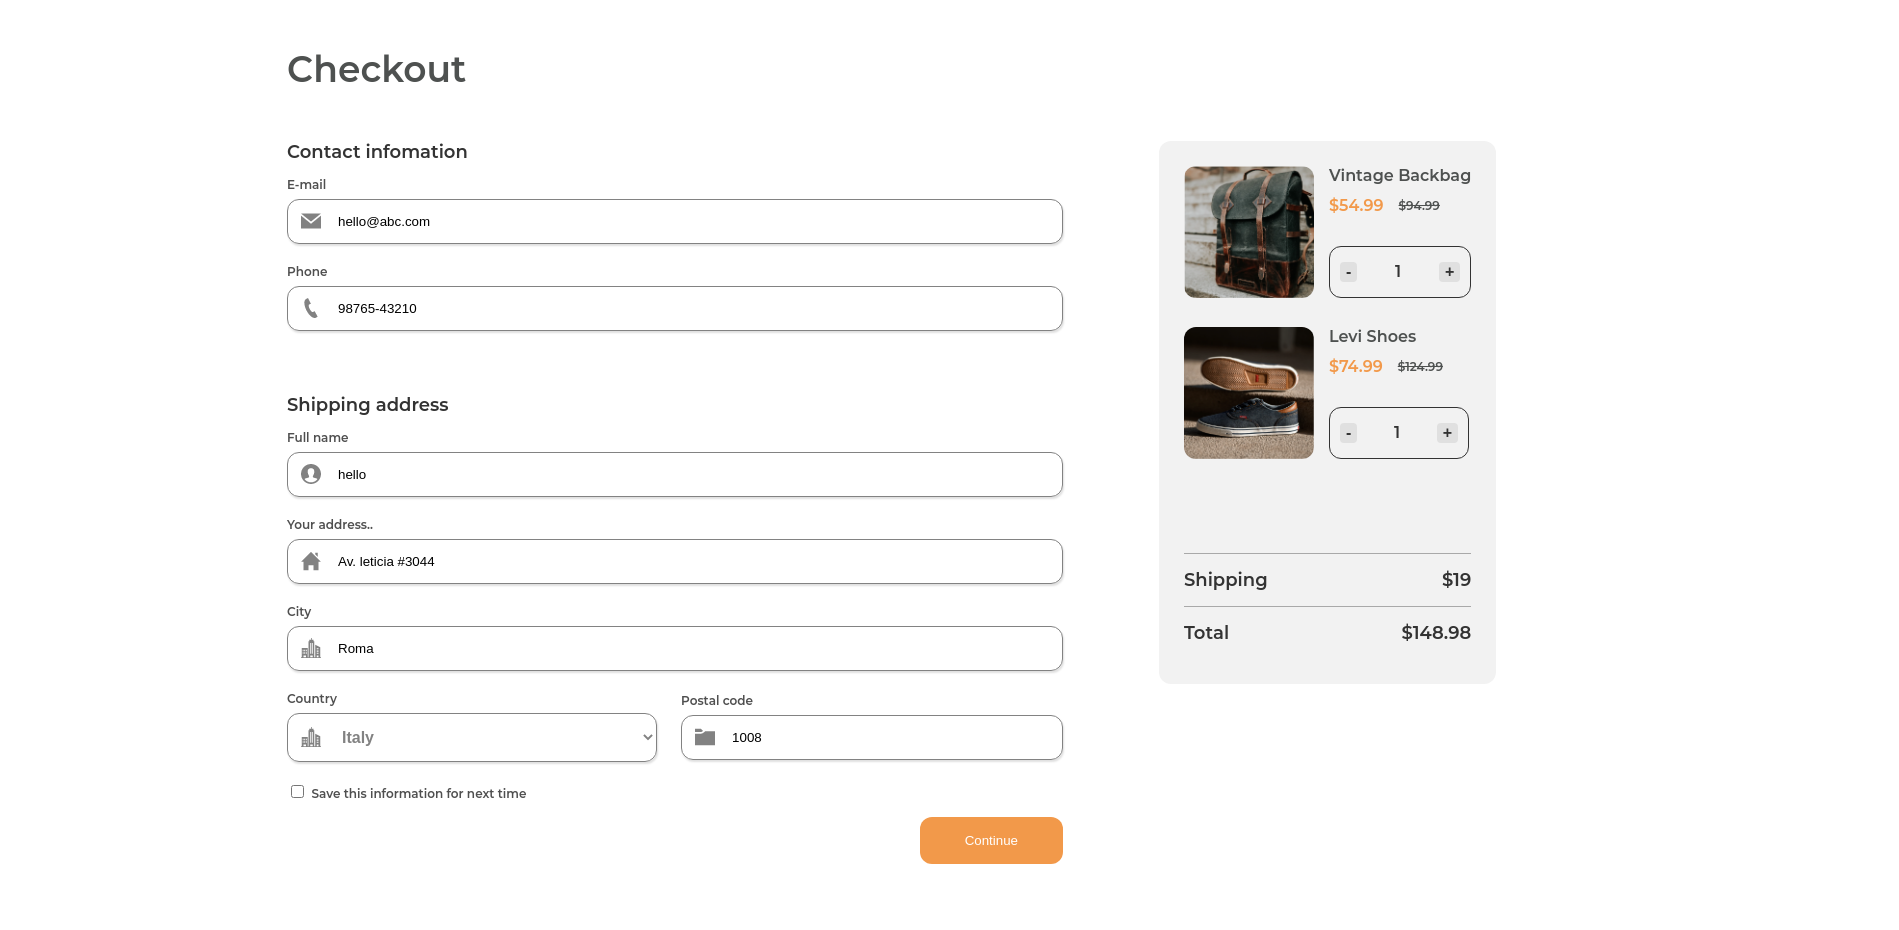 Checkout
Contact infomation
E-mail
hello@abc.com
Phone
98765-43210
Shipping address
Full name
hello
Your address..
Av. leticia #3044
City
Roma
Country
Italy
Postal code
1008
Save this information for next time
Continue
Vintage Backbag
$54.99 $94.99
- 1 +
Levi Shoes
$74.99 $124.99
- 1 +
Shipping $19
Total $148.98